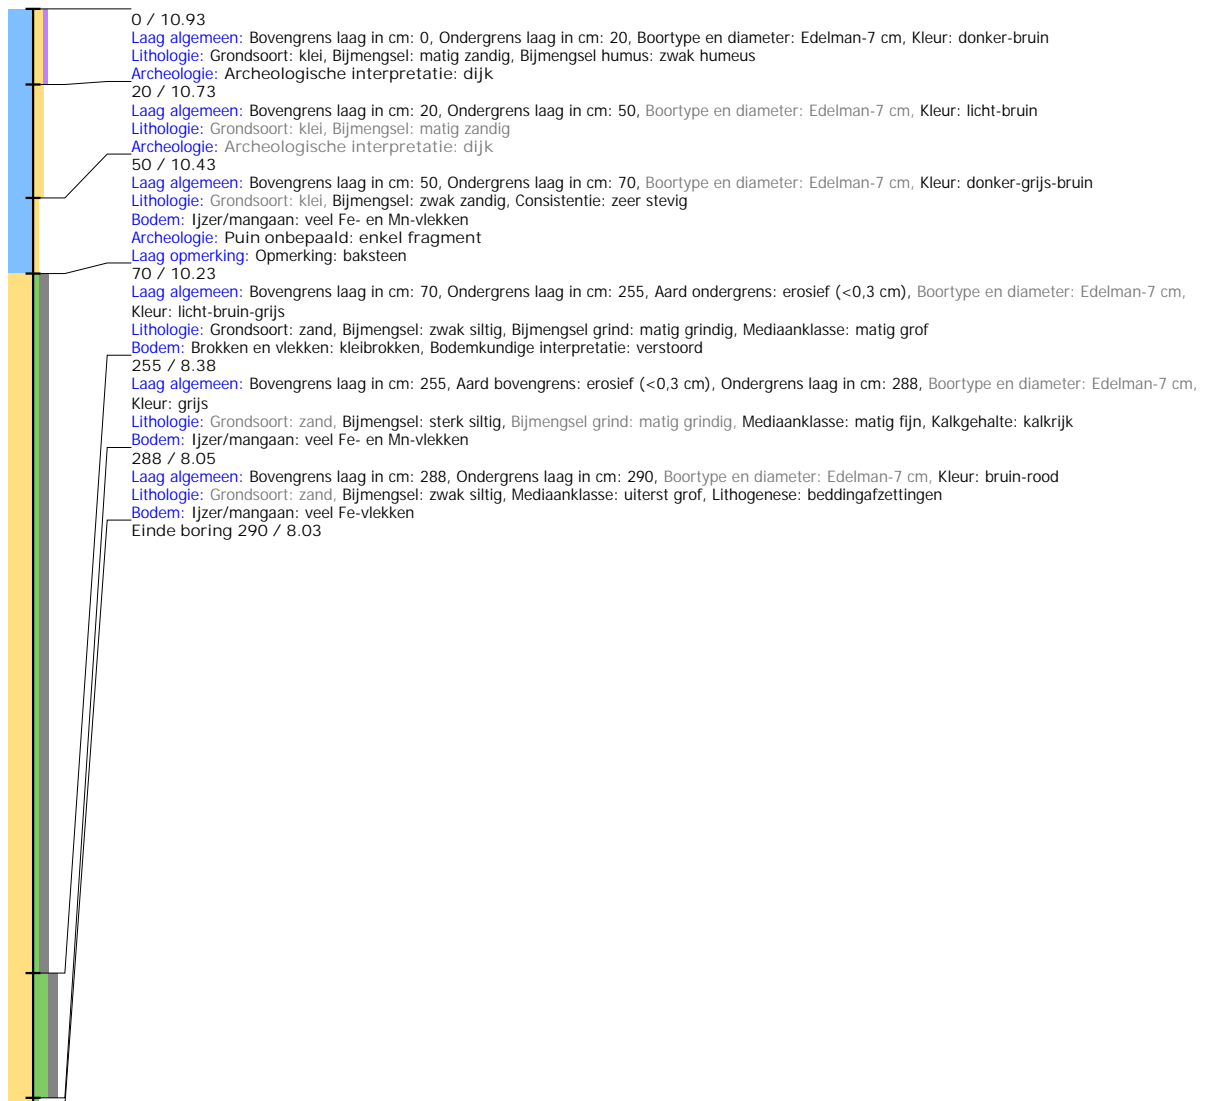 0 / 10.93
Laag algemeen: Bovengrens laag in cm: 0, Ondergrens laag in cm: 20, Boortype en diameter: Edelman-7 cm, Kleur: donker-bruin
Lithologie: Grondsoort: klei, Bijmengsel: matig zandig, Bijmengsel humus: zwak humeus
Archeologie: Archeologische interpretatie: dijk
20 / 10.73
Laag algemeen: Bovengrens laag in cm: 20, Ondergrens laag in cm: 50, Boortype en diameter: Edelman-7 cm, Kleur: licht-bruin
Lithologie: Grondsoort: klei, Bijmengsel: matig zandig
Archeologie: Archeologische interpretatie: dijk
50 / 10.43
Laag algemeen: Bovengrens laag in cm: 50, Ondergrens laag in cm: 70, Boortype en diameter: Edelman-7 cm, Kleur: donker-grijs-bruin
Lithologie: Grondsoort: klei, Bijmengsel: zwak zandig, Consistentie: zeer stevig
Bodem: Ijzer/mangaan: veel Fe- en Mn-vlekken
Archeologie: Puin onbepaald: enkel fragment
Laag opmerking: Opmerking: baksteen
70 / 10.23
Laag algemeen: Bovengrens laag in cm: 70, Ondergrens laag in cm: 255, Aard ondergrens: erosief (<0,3 cm), Boortype en diameter: Edelman-7 cm,
Kleur: licht-bruin-grijs
Lithologie: Grondsoort: zand, Bijmengsel: zwak siltig, Bijmengsel grind: matig grindig, Mediaanklasse: matig grof
Bodem: Brokken en vlekken: kleibrokken, Bodemkundige interpretatie: verstoord
255 / 8.38
Laag algemeen: Bovengrens laag in cm: 255, Aard bovengrens: erosief (<0,3 cm), Ondergrens laag in cm: 288, Boortype en diameter: Edelman-7 cm,
Kleur: grijs
Lithologie: Grondsoort: zand, Bijmengsel: sterk siltig, Bijmengsel grind: matig grindig, Mediaanklasse: matig fijn, Kalkgehalte: kalkrijk
Bodem: Ijzer/mangaan: veel Fe- en Mn-vlekken
288 / 8.05
Laag algemeen: Bovengrens laag in cm: 288, Ondergrens laag in cm: 290, Boortype en diameter: Edelman-7 cm, Kleur: bruin-rood
Lithologie: Grondsoort: zand, Bijmengsel: zwak siltig, Mediaanklasse: uiterst grof, Lithogenese: beddingafzettingen
Bodem: Ijzer/mangaan: veel Fe-vlekken
Einde boring 290 / 8.03